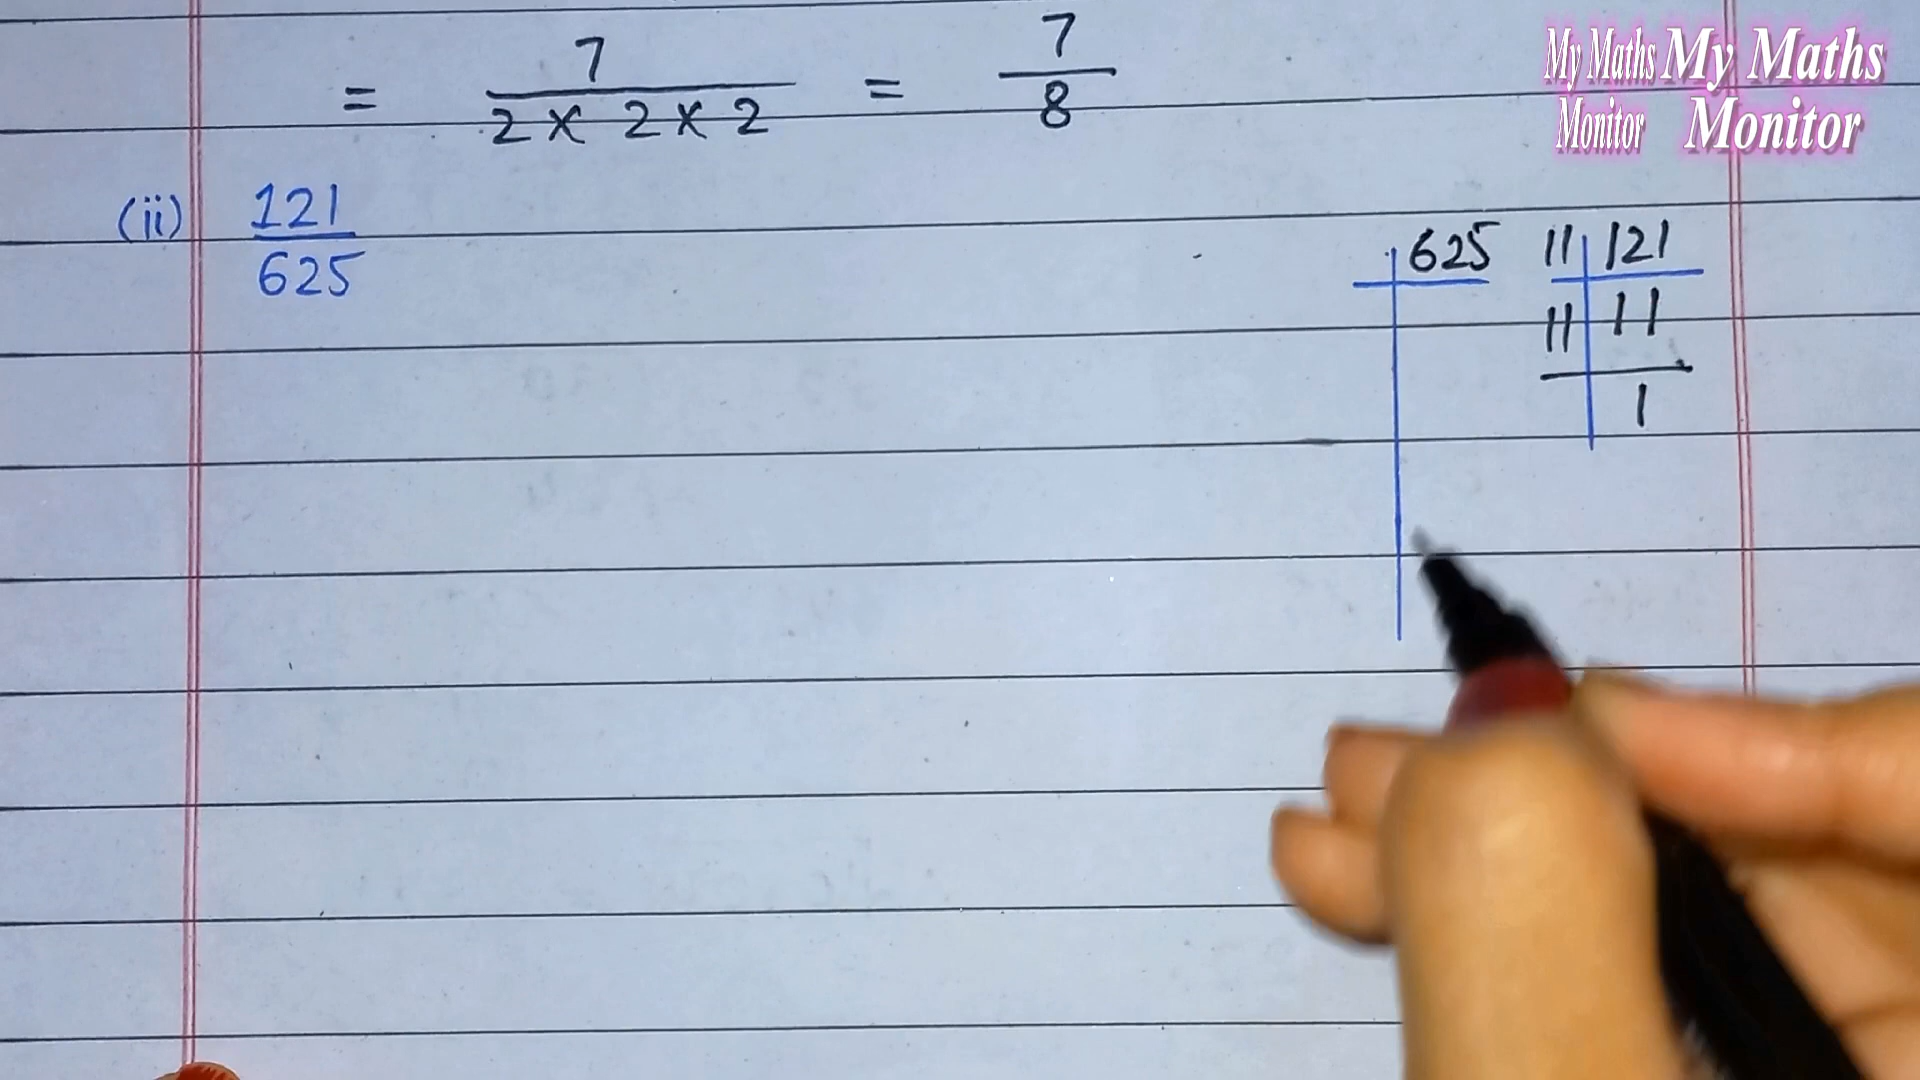 = 7 / 2 × 2 × 2 = 7 / 8
My Maths My Maths
Monitor Monitor
(ii) 121 / 625
625 11 121
11 11
1